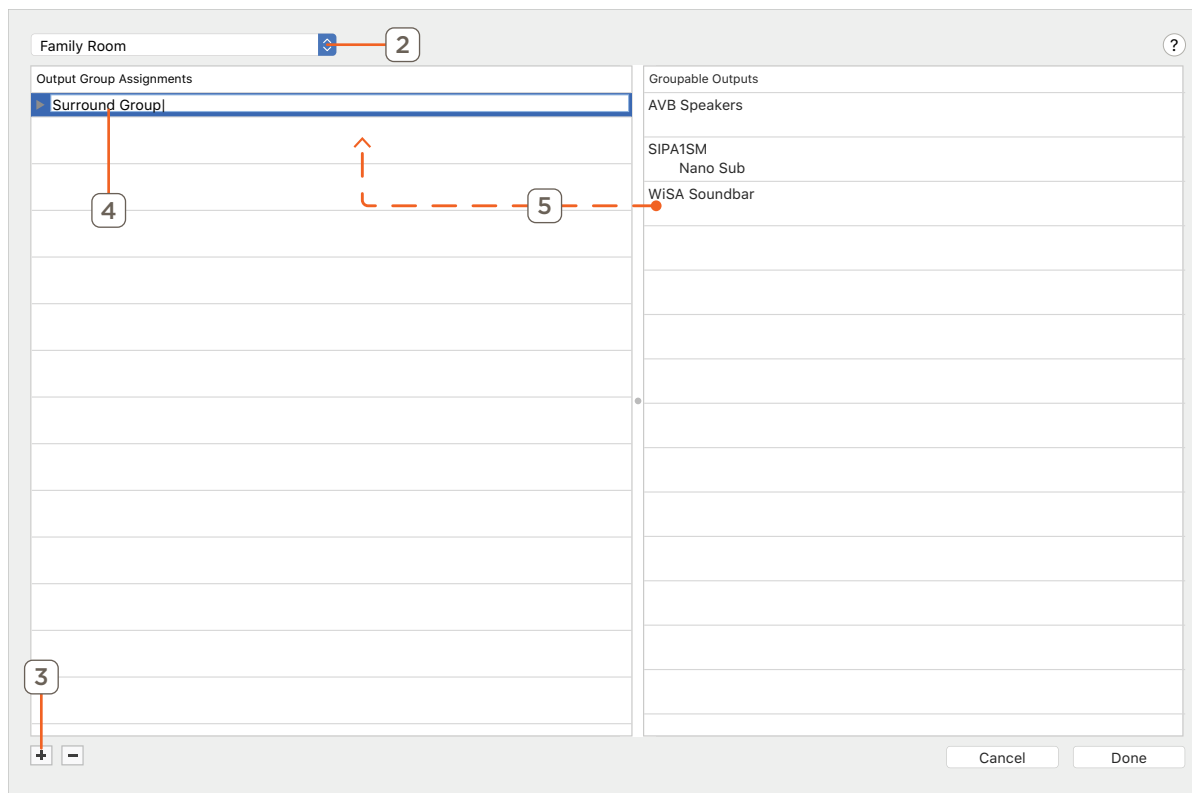 Family Room
2
?
Output Group Assignments
Groupable Outputs
Surround Group
AVB Speakers
SIPA1SM
Nano Sub
WiSA Soundbar
4
5
3
+ −
Cancel
Done